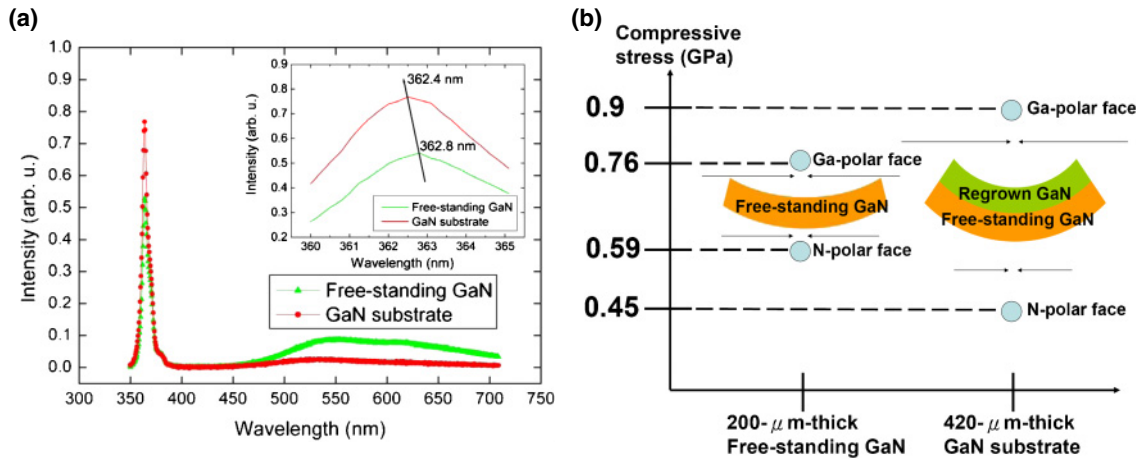 (a)
1.0
0.9
0.8
0.7
0.6
0.5
0.4
0.3
0.2
0.1
0.0
Intensity (arb. u.)
300 350 400 450 500 550 600 650 700 750
Wavelength (nm)
0.9
0.8
0.7
0.6
0.5
0.4
0.3
0.2
Intensity (arb. u.)
362.4 nm
362.8 nm
Free-standing GaN
GaN substrate
360 361 362 363 364 365
Wavelength (nm)
Free-standing GaN
GaN substrate
(b)
Compressive
stress (GPa)
0.9
0.76
0.59
0.45
Ga-polar face
Ga-polar face
Free-standing GaN
N-polar face
Regrown GaN
Free-standing GaN
N-polar face
200-μm-thick
Free-standing GaN
420-μm-thick
GaN substrate